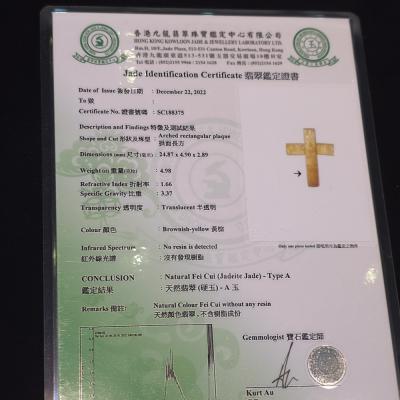 香港九龍翡翠珠寶鑑定中心有限公司
HONG KONG KOWLOON JADE & JEWELLERY LABORATORY LTD.
Jade Identification Certificate 翡翠鑑定證書
Date of Issue 簽發日期 December 22, 2022
To 致
Certificate No. 證書號碼 SC188375
Description and Findings 特徵及測試結果
Shape and Cut 形狀及琢型 Arched rectangular plaque
拱面長方
Dimensions (mm) 大小(毫米) 24.87 x 4.90 x 2.89
Weight on 重量 4.98
Refractive Index 折射率 1.66
Specific Gravity 比重 3.37
Transparency 透明度 Translucent 半透明
Colour 顏色 Brownish-yellow 黃棕
Infrared Spectrum No resin is detected
紅外線光譜 沒有發現樹脂
CONCLUSION Natural Fei Cui (Jadeite Jade) - Type A
鑑定結果 天然翡翠 (硬玉) - A 玉
Remarks 備註 Natural Colour Fei Cui without any resin
天然顏色翡翠, 不含樹脂成份
Gemmologist 寶石鑑定師
Kurt Au